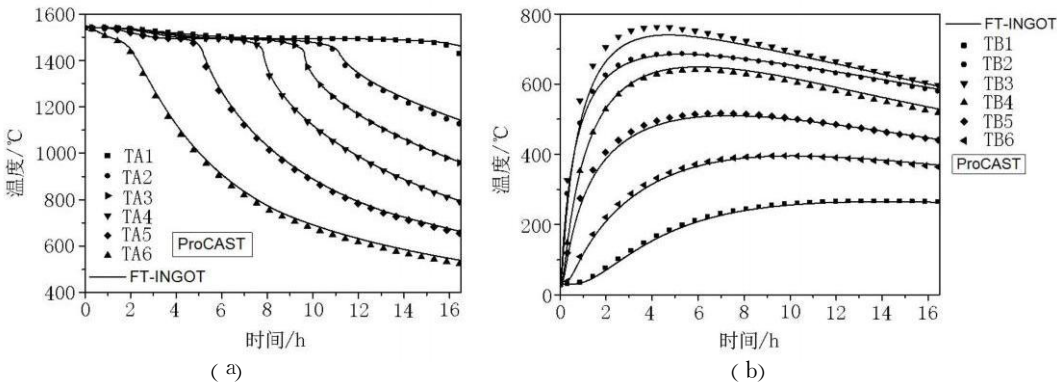 1600
1400
1200
1000
800
600
400
温度/℃
TA1
TA2
TA3
TA4
TA5
TA6
ProCAST
FT-INGOT
0 2 4 6 8 10 12 14 16
时间/h
( a)
800
600
400
200
0
温度/℃
0 2 4 6 8 10 12 14 16
时间/h
( b)
FT-INGOT
TB1
TB2
TB3
TB4
TB5
TB6
ProCAST